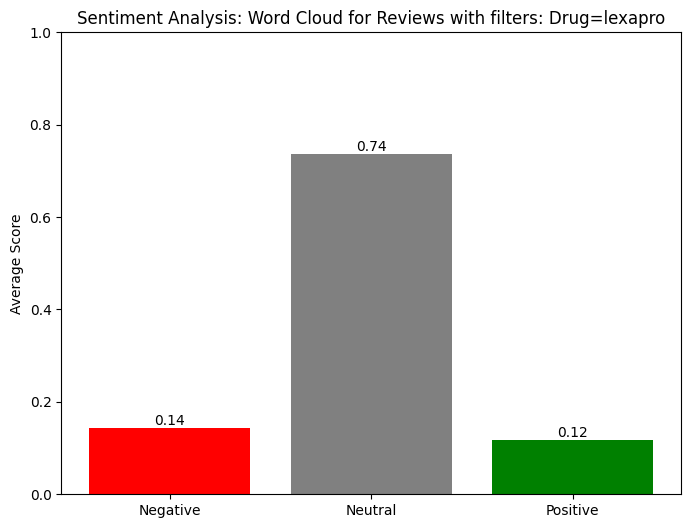 Sentiment Analysis: Word Cloud for Reviews with filters: Drug=lexapro
1.0
0.8
0.74
0.6
Average Score
0.4
0.2
0.14
0.12
0.0
Negative
Neutral
Positive